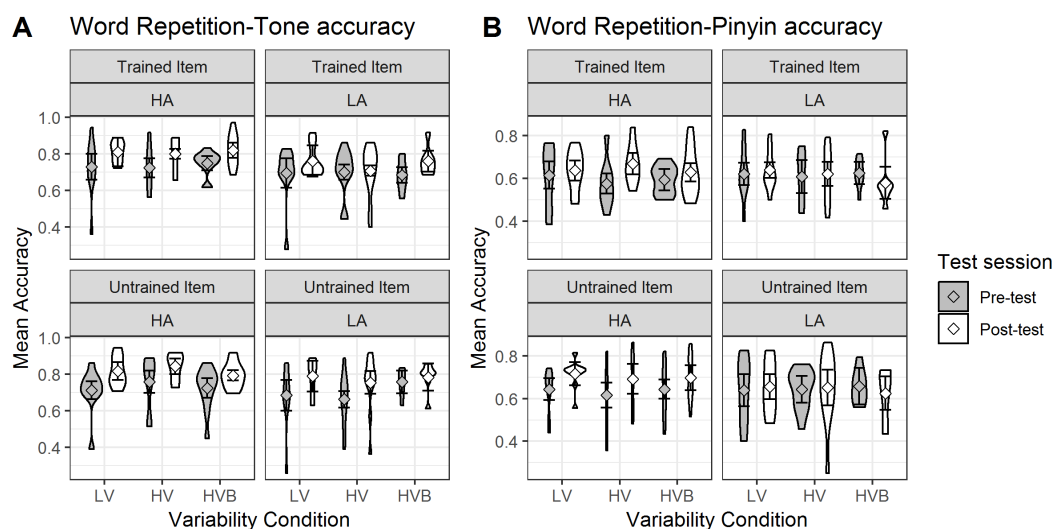 A Word Repetition-Tone accuracy
Trained Item Trained Item
HA LA
1.0
0.8
0.6
0.4
Untrained Item Untrained Item
HA LA
1.0
0.8
0.6
0.4
Mean Accuracy
LV HV HVB LV HV HVB
Variability Condition
B Word Repetition-Pinyin accuracy
Trained Item Trained Item
HA LA
0.8
0.6
0.4
Untrained Item Untrained Item
HA LA
0.8
0.6
0.4
Mean Accuracy
LV HV HVB LV HV HVB
Variability Condition
Test session
Pre-test
Post-test